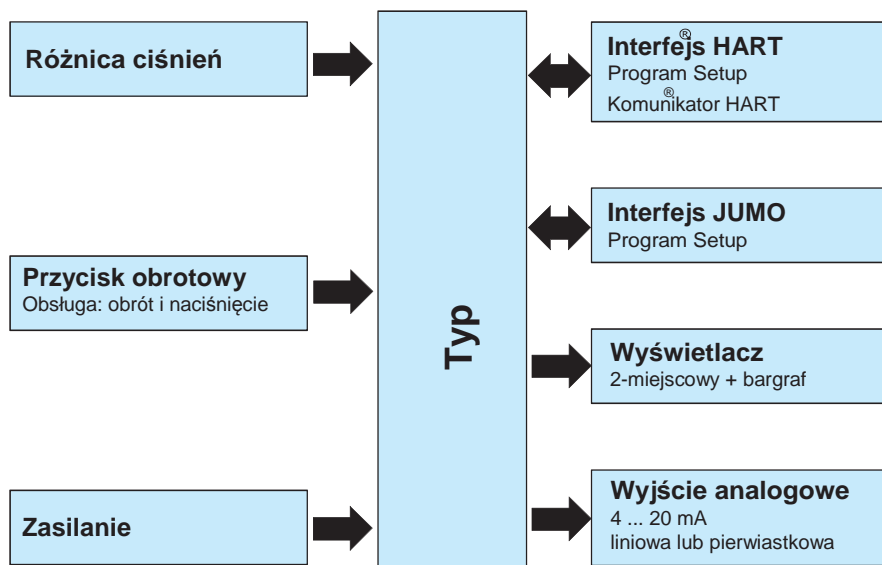 Różnica ciśnień
Przycisk obrotowy
Obsługa: obrót i naciśnięcie
Zasilanie
Typ
Interfejs HART®
Program Setup
Komunikator HART®
Interfejs JUMO
Program Setup
Wyświetlacz
2-miejscowy + bargraf
Wyjście analogowe
4 ... 20 mA
liniowa lub pierwiastkowa